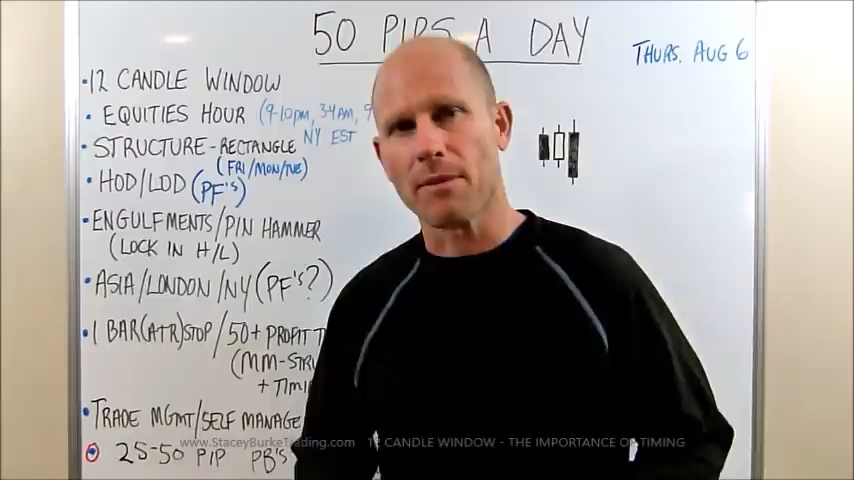 50 PIPS A DAY
THURS. AUG 6
• 12 CANDLE WINDOW
• EQUITIES HOUR (9-10pm, 3-4AM, 9
NY EST
• STRUCTURE - RECTANGLE
(FRI/MON/TUE)
• HOD/LOD (PF'S)
• ENGULFMENTS/PIN HAMMER
(LOCK IN H/L)
• ASIA/LONDON/NY (PF'S?)
• 1 BAR(ATR)STOP/50+ PROFIT T
(MM-STR
+ TIMI
• TRADE MGMT/SELF MANAGE
25-50 PIP PB'S
www.StaceyBurkeTrading.com 12 CANDLE WINDOW - THE IMPORTANCE OF TIMING